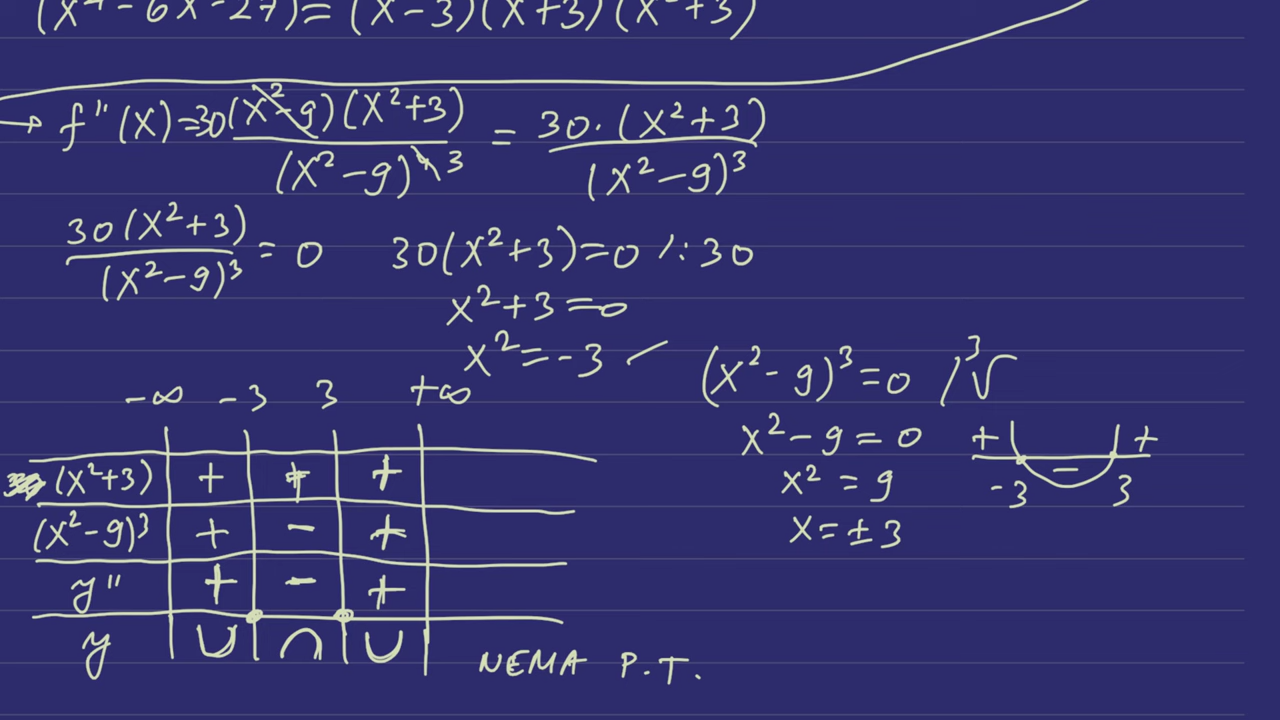 (x⁴-6x²-27)=(x-3)(x+3)(x²+3)
→ f''(x)=30(x²-9)(x²+3)/(x²-9)⁴ ³ = 30·(x²+3)/(x²-9)³
30(x²+3)/(x²-9)³ = 0 30(x²+3)=0 /:30
x²+3=0
x²=-3
(x²-9)³=0 /³√
x²-9=0
x²=9
x=±3
+ - +
-3 3
-∞ -3 3 +∞
(x²+3) + + +
(x²-9)³ + - +
y'' + - +
y ∪ ∩ ∪
NEMA P.T.